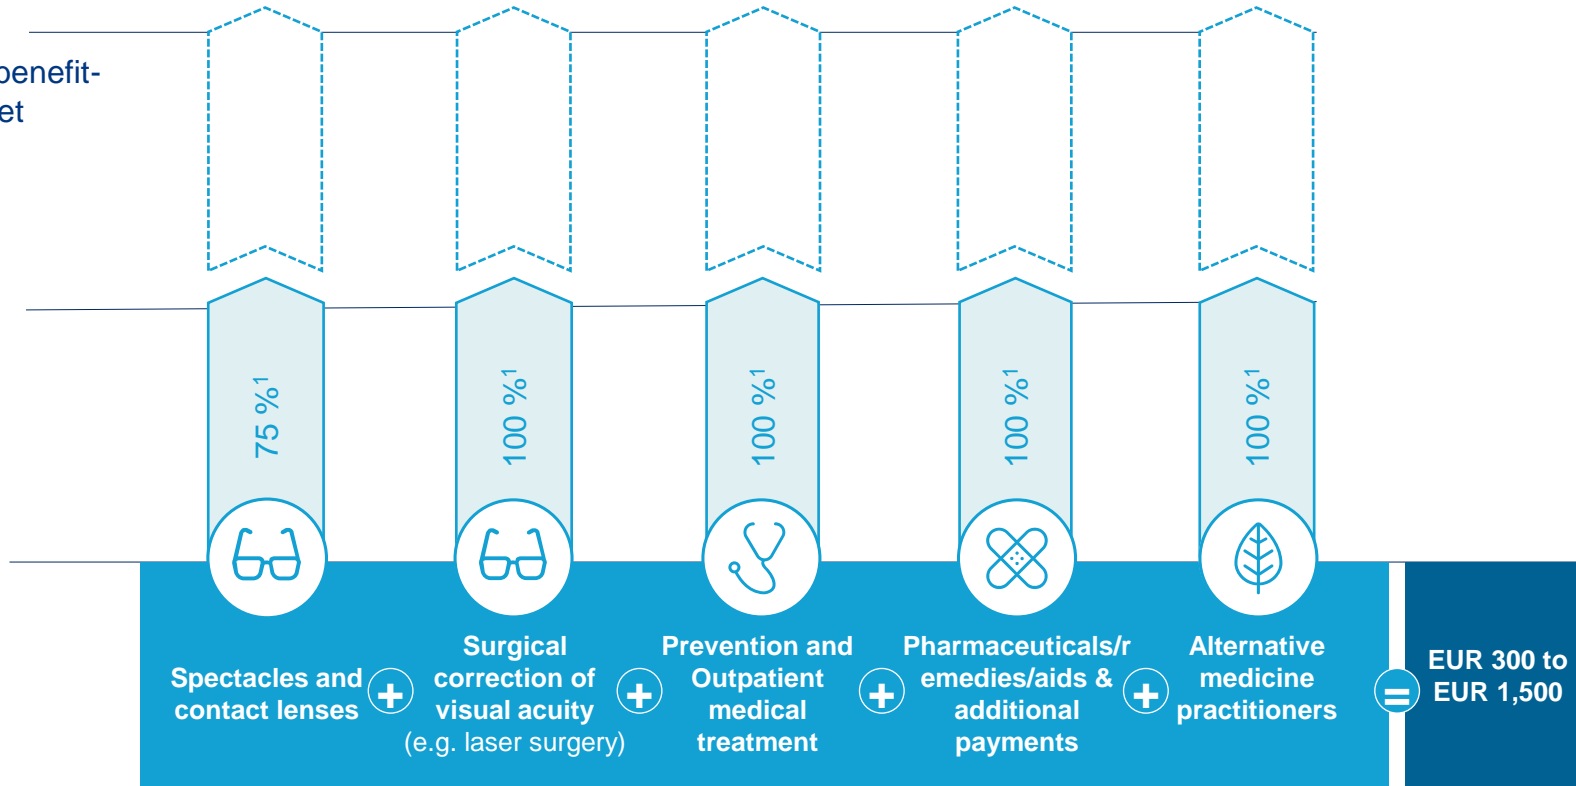 benefit-
et
75 %¹
100 %¹
100 %¹
100 %¹
100 %¹
Spectacles and
contact lenses
+
Surgical
correction of
visual acuity
(e.g. laser surgery)
+
Prevention and
Outpatient
medical
treatment
+
Pharmaceuticals/r
emedies/aids &
additional
payments
+
Alternative
medicine
practitioners
=
EUR 300 to
EUR 1,500